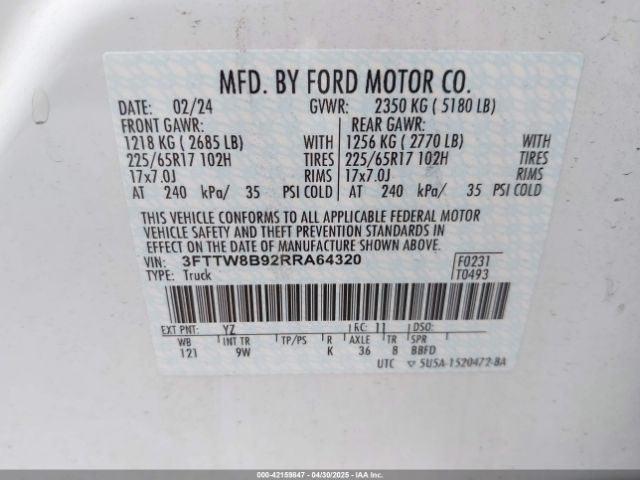 MFD. BY FORD MOTOR CO.
DATE: 02/24 GVWR: 2350 KG ( 5180 LB)
FRONT GAWR: REAR GAWR:
1218 KG ( 2685 LB) WITH 1256 KG ( 2770 LB) WITH
225/65R17 102H TIRES 225/65R17 102H TIRES
17x7.0J RIMS 17x7.0J RIMS
AT 240 kPa/ 35 PSI COLD AT 240 kPa/ 35 PSI COLD
THIS VEHICLE CONFORMS TO ALL APPLICABLE FEDERAL MOTOR
VEHICLE SAFETY AND THEFT PREVENTION STANDARDS IN
EFFECT ON THE DATE OF MANUFACTURE SHOWN ABOVE.
VIN: 3FTTW8B92RRA64320 F0231
TYPE: Truck T0493
EXT PNT: YZ RC: 11 DSO:
WB INT TR TP/PS R AXLE TR SPR
121 9W K 36 8 BBFD
UTC ▽ 5U5A-1520472-BA
000-42159847 - 04/30/2025 - IAAI.com